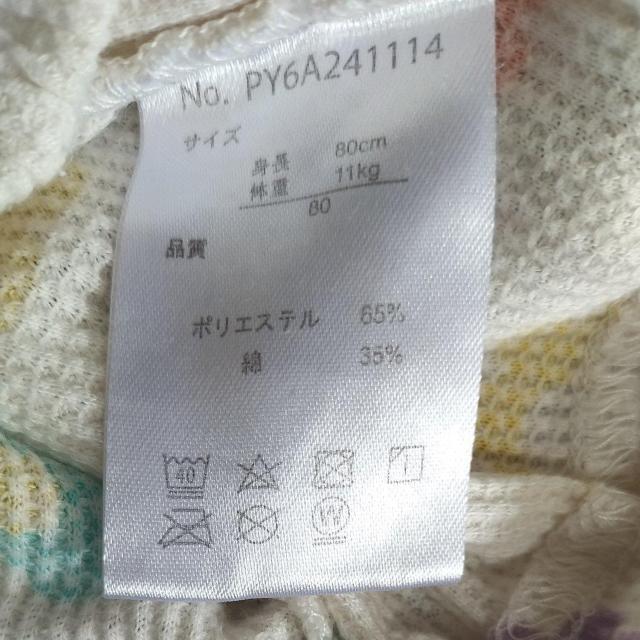 No. PY6A241114
サイズ
身長 80cm
体重 11kg
80
品質
ポリエステル 65%
綿 35%
40
W